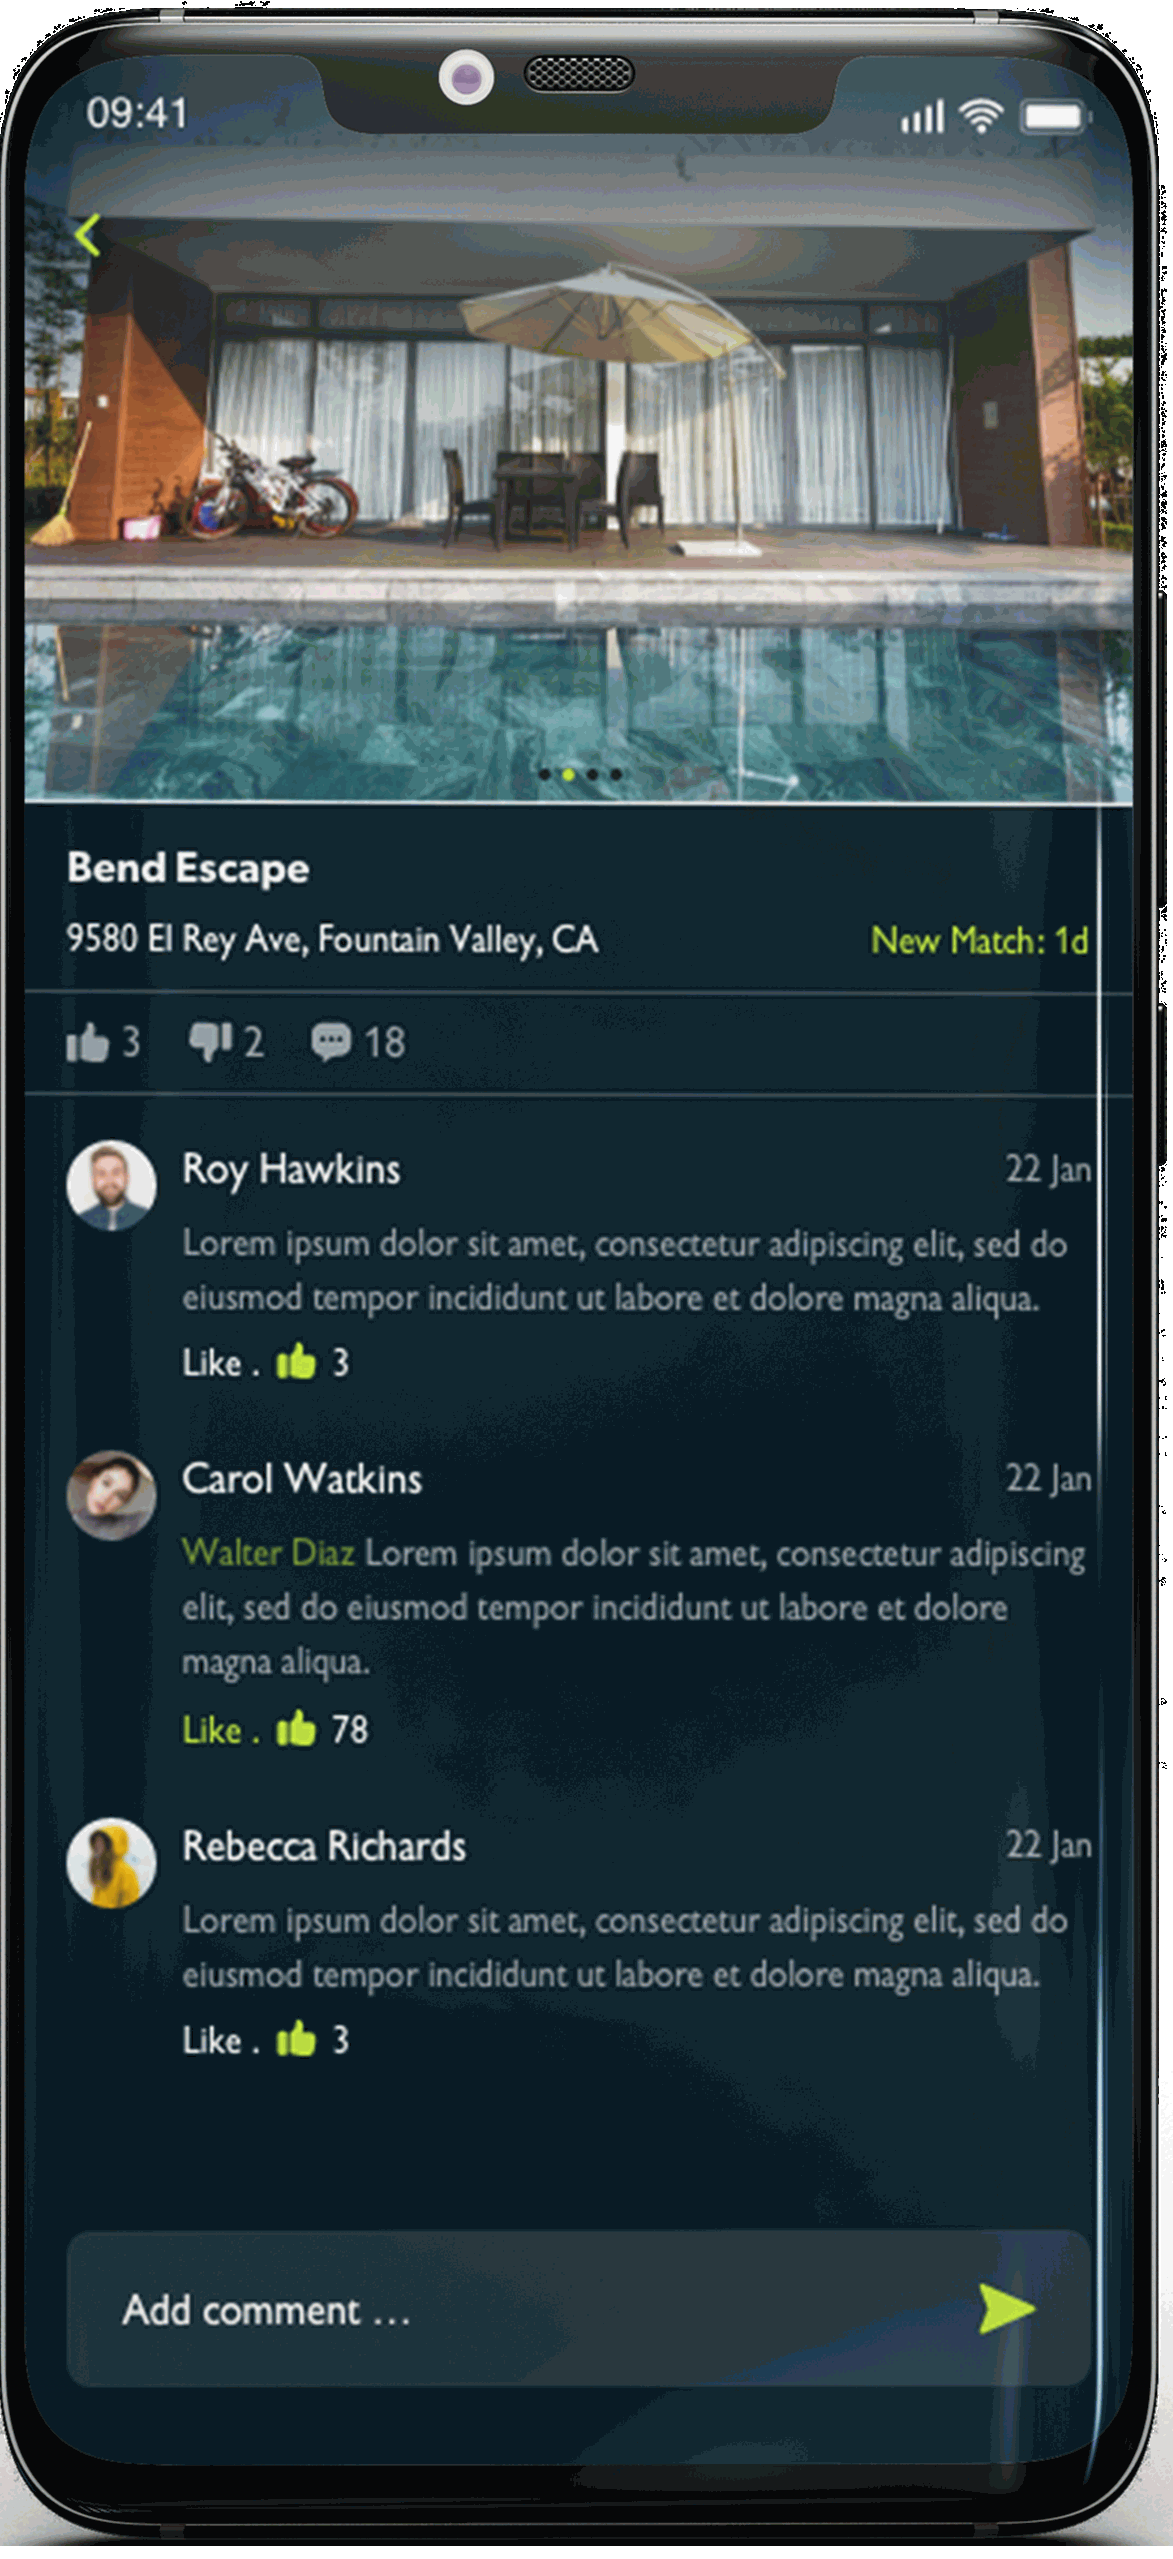 09:41
Bend Escape
9580 El Rey Ave, Fountain Valley, CA
New Match: 1d
3 2 18
Roy Hawkins
22 Jan
Lorem ipsum dolor sit amet, consectetur adipiscing elit, sed do
eiusmod tempor incididunt ut labore et dolore magna aliqua.
Like . 3
Carol Watkins
22 Jan
Walter Diaz Lorem ipsum dolor sit amet, consectetur adipiscing
elit, sed do eiusmod tempor incididunt ut labore et dolore
magna aliqua.
Like . 78
Rebecca Richards
22 Jan
Lorem ipsum dolor sit amet, consectetur adipiscing elit, sed do
eiusmod tempor incididunt ut labore et dolore magna aliqua.
Like . 3
Add comment ...